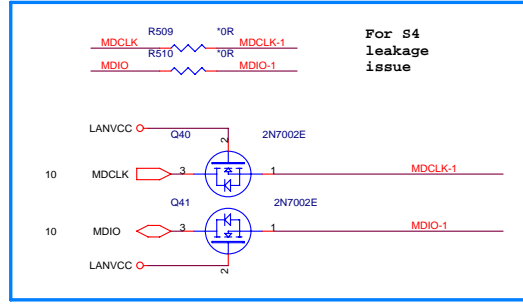 R509 *0R
MDCLK MDCLK-1
R510 *0R
MDIO MDIO-1
For S4
leakage
issue
LANVCC
Q40 2N7002E
2
10 MDCLK 3 1 MDCLK-1
Q41 2N7002E
10 MDIO 3 1 MDIO-1
LANVCC
2